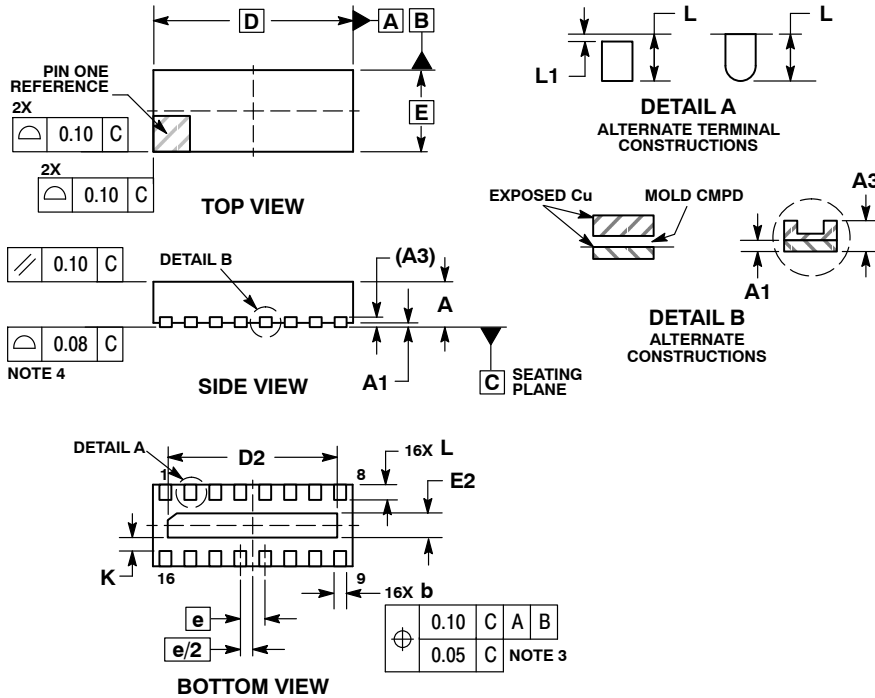 D
A
B
PIN ONE
REFERENCE
2X
0.10 C
E
2X
0.10 C
TOP VIEW
L
L
L1
DETAIL A
ALTERNATE TERMINAL
CONSTRUCTIONS
EXPOSED Cu
MOLD CMPD
A3
A1
DETAIL B
ALTERNATE
CONSTRUCTIONS
0.10 C
DETAIL B
(A3)
A
0.08 C
NOTE 4
SIDE VIEW
A1
C
SEATING
PLANE
DETAIL A
D2
16X L
1
8
E2
K
16
9
16X b
e
e/2
0.10 C A B
0.05 C NOTE 3
BOTTOM VIEW